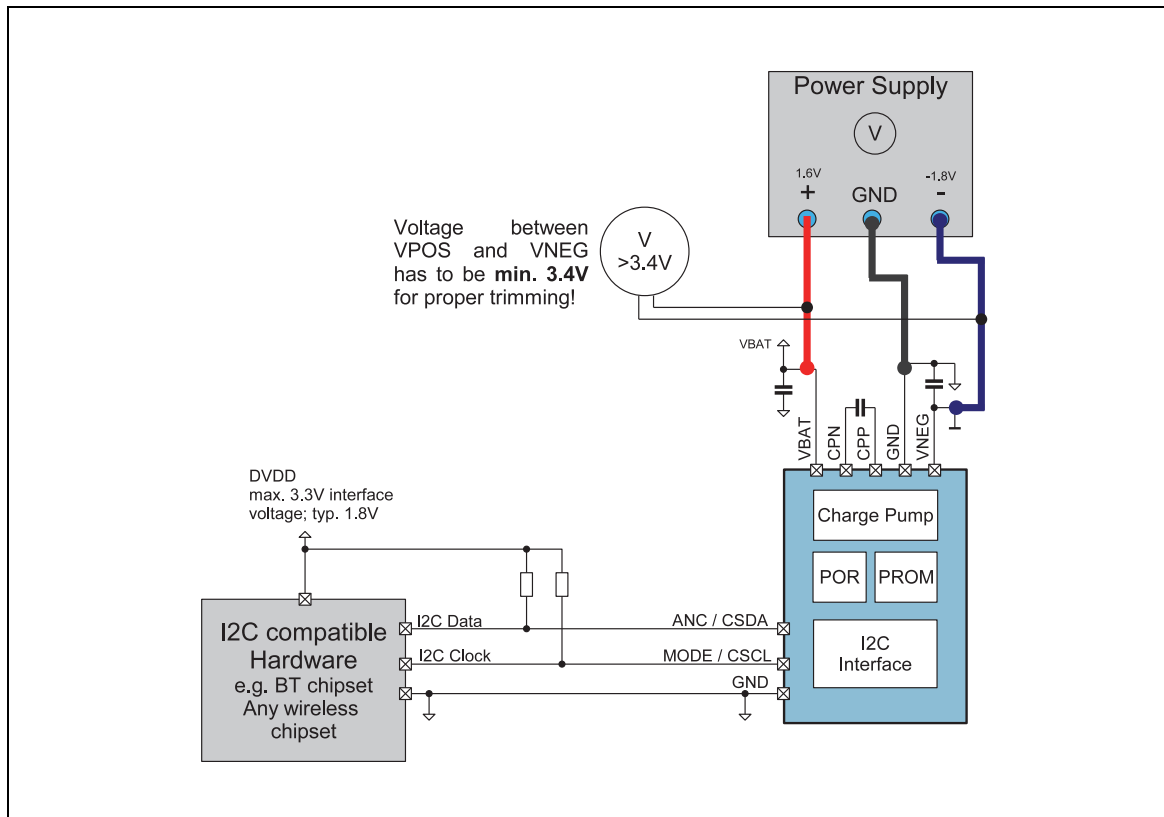 Power Supply
V
1.6V
+
GND
-1.8V
-
Voltage between
VPOS and VNEG
has to be min. 3.4V
for proper trimming!
V
>3.4V
VBAT
VBAT
CPN
CPP
GND
VNEG
Charge Pump
POR
PROM
I2C
Interface
DVDD
max. 3.3V interface
voltage; typ. 1.8V
I2C compatible
Hardware
e.g. BT chipset
Any wireless
chipset
I2C Data
ANC / CSDA
I2C Clock
MODE / CSCL
GND